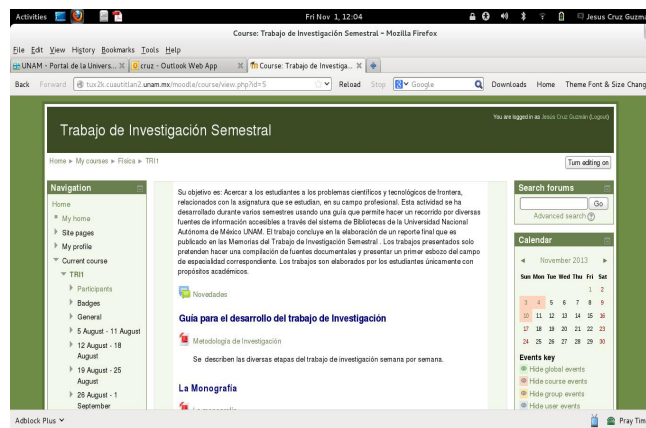 Activities Fri Nov 1, 12:04 Jesus Cruz Guzma
Course: Trabajo de Investigación Semestral - Mozilla Firefox
File Edit View History Bookmarks Tools Help
UNAM - Portal de la Univers... cruz - Outlook Web App Course: Trabajo de Investiga...
Back Forward tux2k.cuautitlan2.unam.mx/moodle/course/view.php?id=5 Reload Stop Google Downloads Home Theme Font & Size Chang
You are logged in as Jesús Cruz Guzmán (Logout)
Trabajo de Investigación Semestral
Home ► My courses ► Física ► TRI1 Turn editing on
Navigation
Home
My home
Site pages
My profile
Current course
TRI1
Participants
Badges
General
5 August - 11 August
12 August - 18
August
19 August - 25
August
26 August - 1
September
Su objetivo es: Acercar a los estudiantes a los problemas científicos y tecnológicos de frontera,
relacionados con la asignatura que se estudian, en su campo profesional. Esta actividad se ha
desarrollado durante varios semestres usando una guía que permite hacer un recorrido por diversas
fuentes de información accesibles a través del sistema de Bibliotecas de la Universidad Nacional
Autónoma de México UNAM. El trabajo concluye en la elaboración de un reporte final que es
publicado en las Memorias del Trabajo de Investigación Semestral . Los trabajos presentados solo
pretenden hacer una compilación de fuentes documentales y presentar un primer esbozo del campo
de especialidad correspondiente. Los trabajos son elaborados por los estudiantes únicamente con
propósitos académicos.
Novedades
Guía para el desarrollo del trabajo de Investigación
Metodología de Investigación
Se describen las diversas etapas del trabajo de investigación semana por semana.
La Monografía
Search forums
Go
Advanced search
Calendar
◄ November 2013 ►
Sun Mon Tue Wed Thu Fri Sat
1 2
3 4 5 6 7 8 9
10 11 12 13 14 15 16
17 18 19 20 21 22 23
24 25 26 27 28 29 30
Events key
Hide global events
Hide course events
Hide group events
Hide user events
Adblock Plus Pray Tim